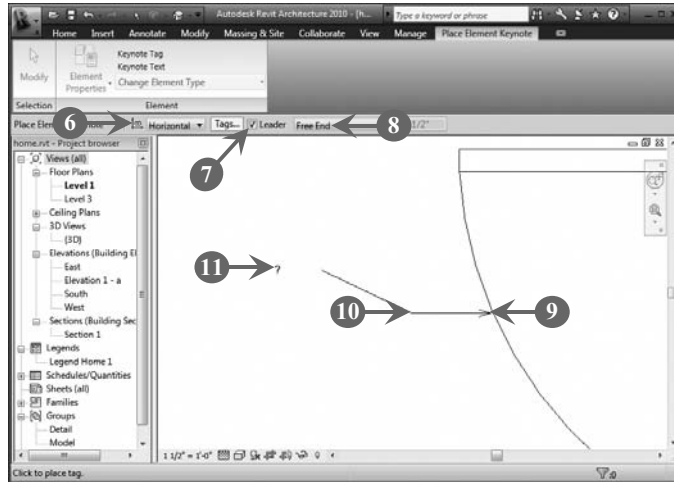 Autodesk Revit Architecture 2010 - [h... Type a keyword or phrase
Home Insert Annotate Modify Massing & Site Collaborate View Manage Place Element Keynote
Modify
Element Properties
Keynote Tag
Keynote Text
Change Element Type
Selection Element
Place Ele 6 Horizontal Tags... Leader Free End 8 1/2"
7
home.rvt - Project browser
Views (all)
Floor Plans
Level 1
Level 3
Ceiling Plans
3D Views
{3D}
Elevations (Building El
East
Elevation 1 - a
South
West
Sections (Building Sec
Section 1
Legends
Legend Home 1
Schedules/Quantities
Sheets (all)
Families
Groups
Detail
Model
11 ?
10 9
1 1/2" = 1'-0"
Click to place tag. :0